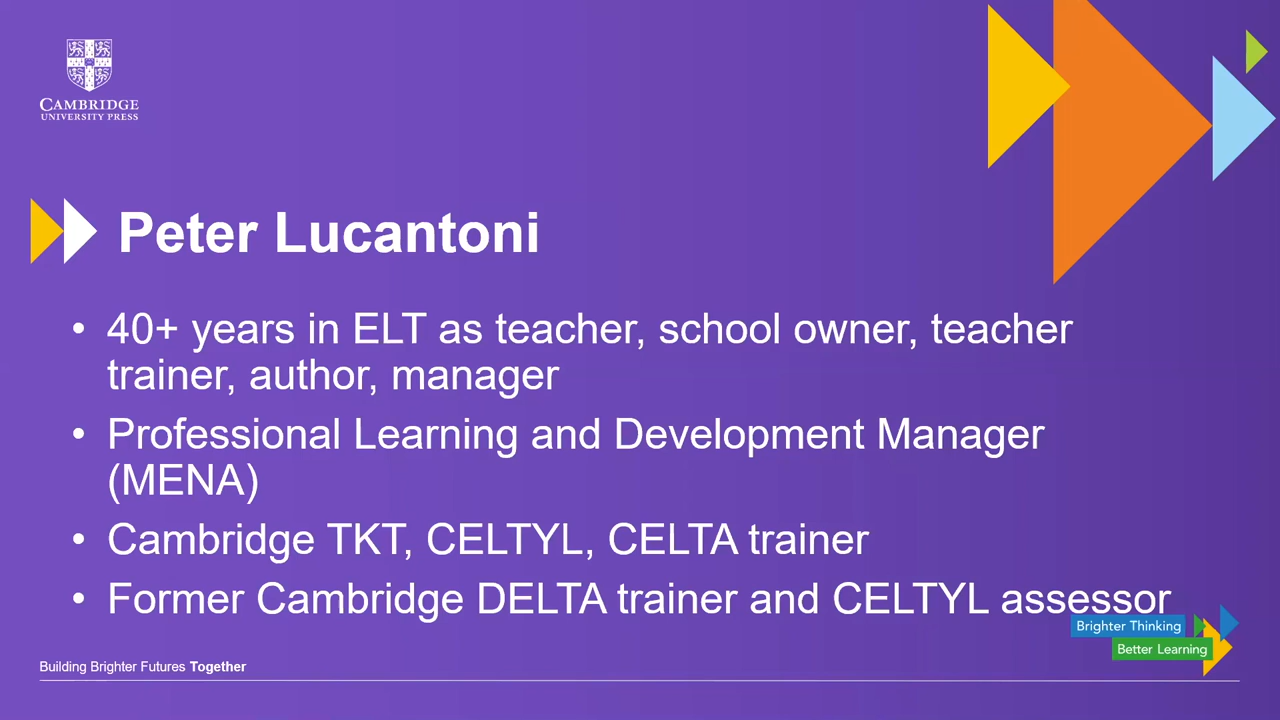 CAMBRIDGE
UNIVERSITY PRESS
Peter Lucantoni
• 40+ years in ELT as teacher, school owner, teacher
trainer, author, manager
• Professional Learning and Development Manager
(MENA)
• Cambridge TKT, CELTYL, CELTA trainer
• Former Cambridge DELTA trainer and CELTYL assessor
Brighter Thinking
Better Learning
Building Brighter Futures Together